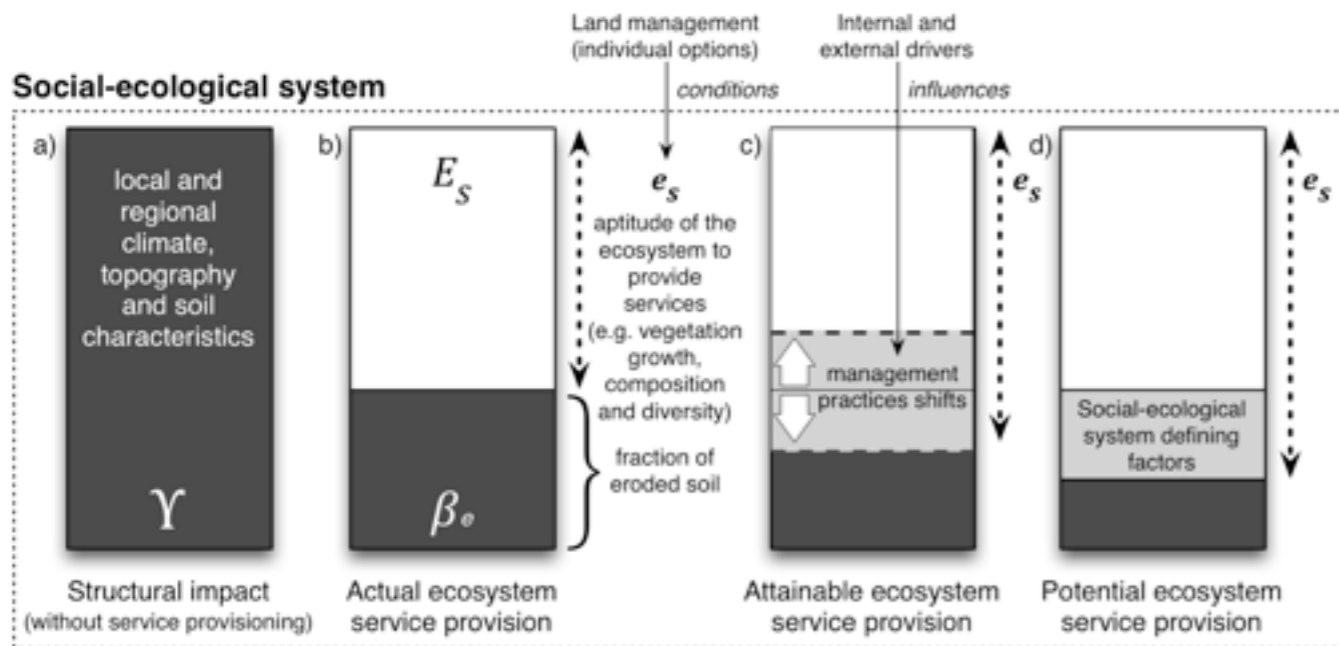 Land management
(individual options)
Internal and
external drivers
Social-ecological system
conditions
influences
a)
local and
regional
climate,
topography
and soil
characteristics
ϒ
Structural impact
(without service provisioning)
b)
E_S
β_e
Actual ecosystem
service provision
e_s
aptitude of the
ecosystem to
provide
services
(e.g. vegetation
growth,
composition
and diversity)
fraction of
eroded soil
c)
management
practices shifts
e_s
Attainable ecosystem
service provision
d)
Social-ecological
system defining
factors
e_s
Potential ecosystem
service provision